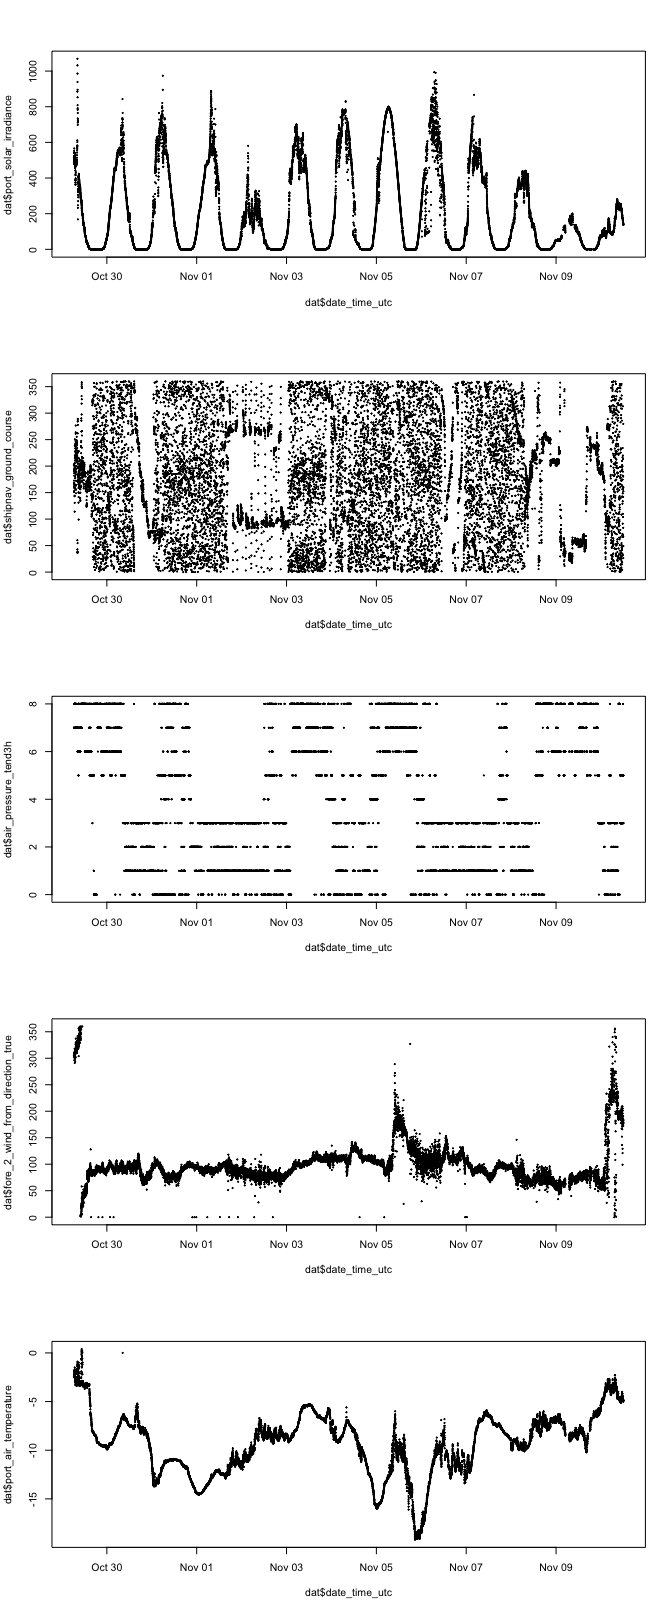 dat$port_solar_irradiance
0 200 400 600 800 1000
Oct 30 Nov 01 Nov 03 Nov 05 Nov 07 Nov 09
dat$date_time_utc
dat$shipnav_ground_course
0 50 100 150 200 250 300 350
Oct 30 Nov 01 Nov 03 Nov 05 Nov 07 Nov 09
dat$date_time_utc
dat$air_pressure_tend3h
0 2 4 6 8
Oct 30 Nov 01 Nov 03 Nov 05 Nov 07 Nov 09
dat$date_time_utc
dat$fore_2_wind_from_direction_true
0 50 100 150 200 250 300 350
Oct 30 Nov 01 Nov 03 Nov 05 Nov 07 Nov 09
dat$date_time_utc
dat$port_air_temperature
-15 -10 -5 0
Oct 30 Nov 01 Nov 03 Nov 05 Nov 07 Nov 09
dat$date_time_utc